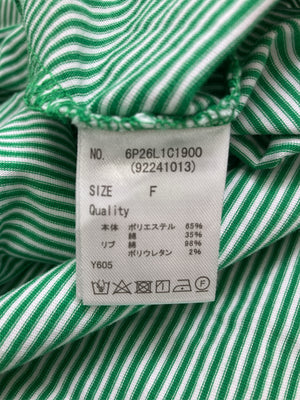 NO. 6P26L1C1900
(92241013)
SIZE F
Quality
本体 ポリエステル 65%
綿 35%
リブ 綿 98%
ポリウレタン 2%
Y605